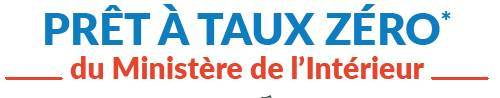 PRÊT À TAUX ZÉRO*
du Ministère de l’Intérieur